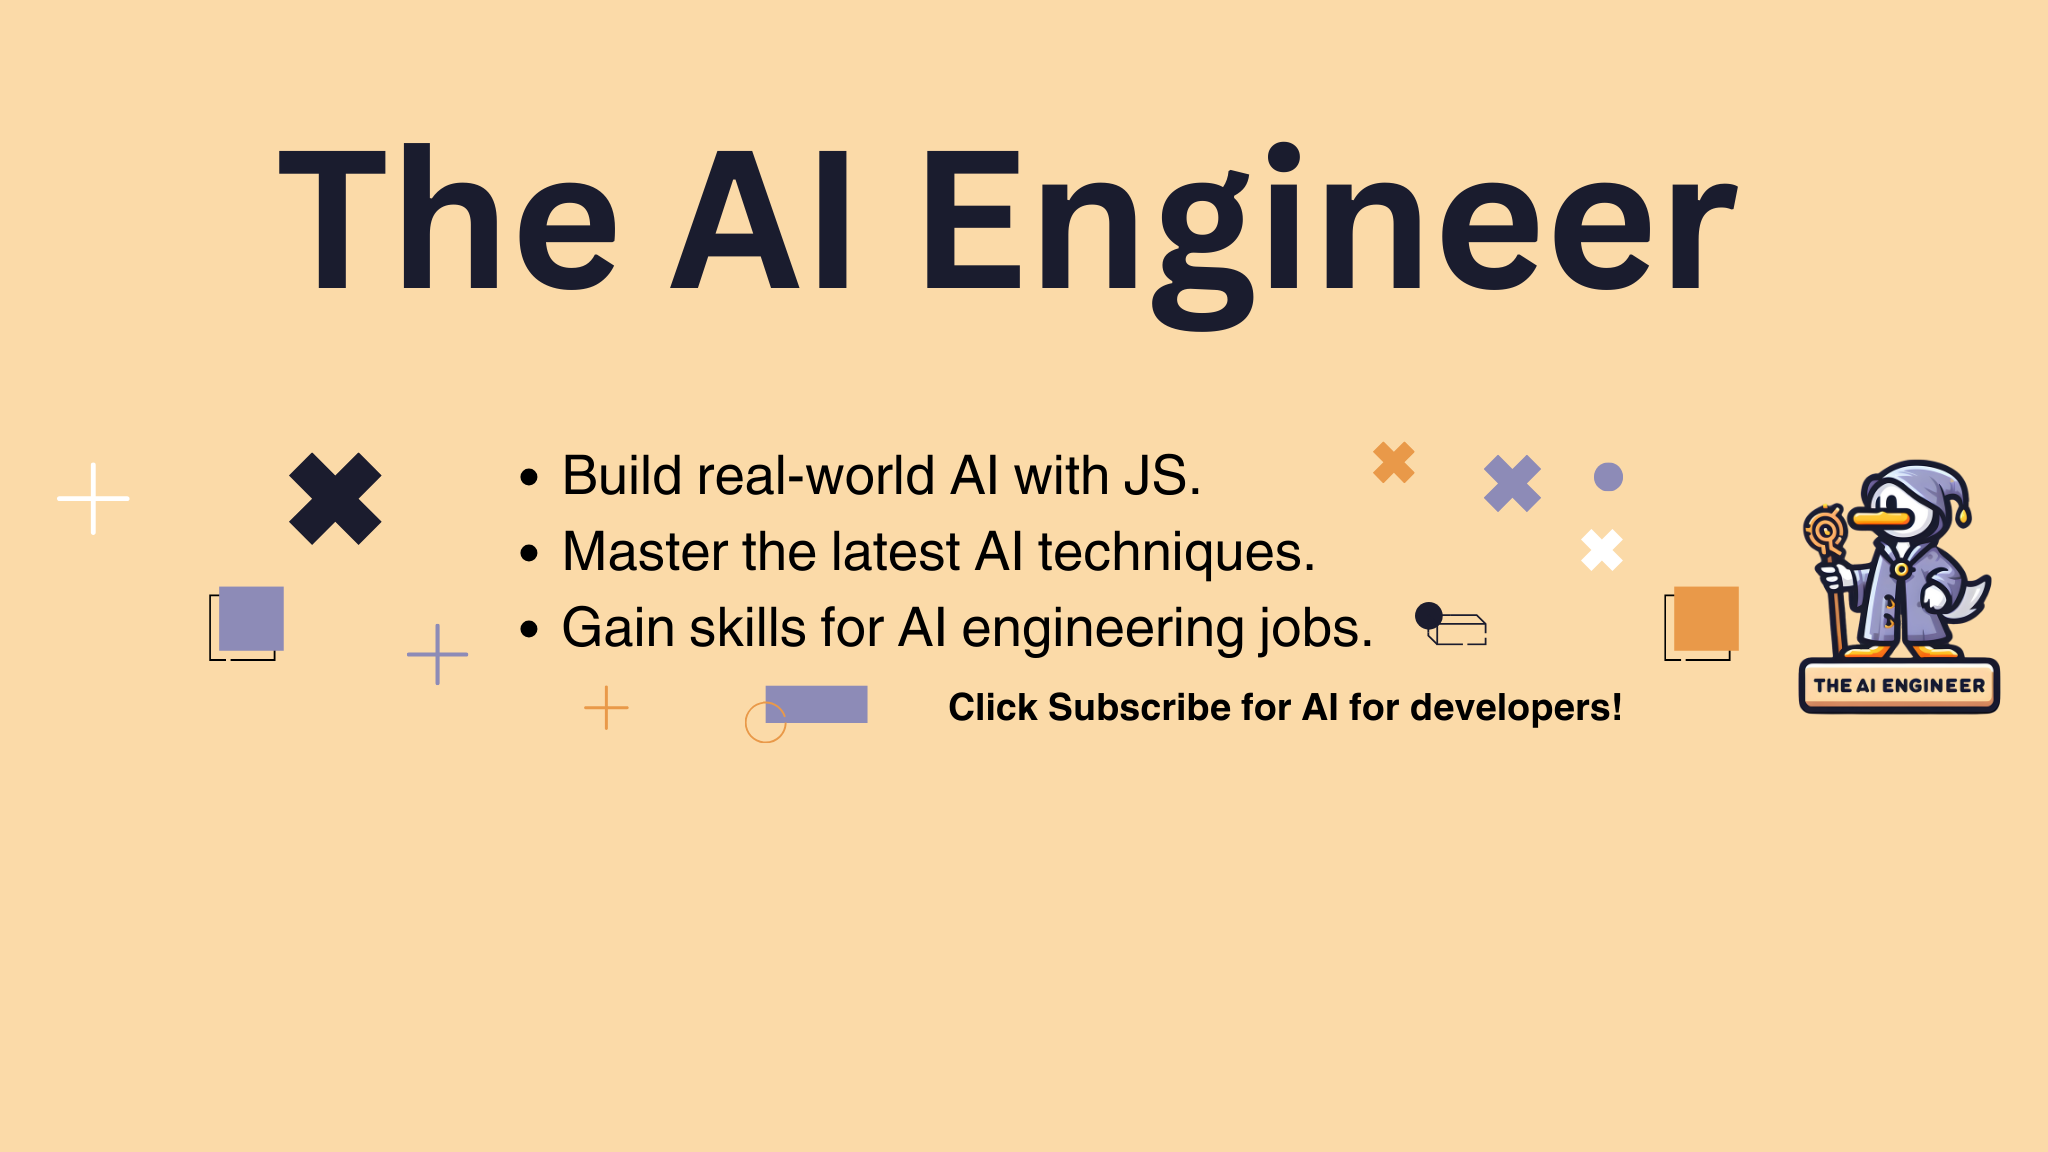 The AI Engineer
• Build real-world AI with JS.
• Master the latest AI techniques.
• Gain skills for AI engineering jobs.
Click Subscribe for AI for developers!
THE AI ENGINEER